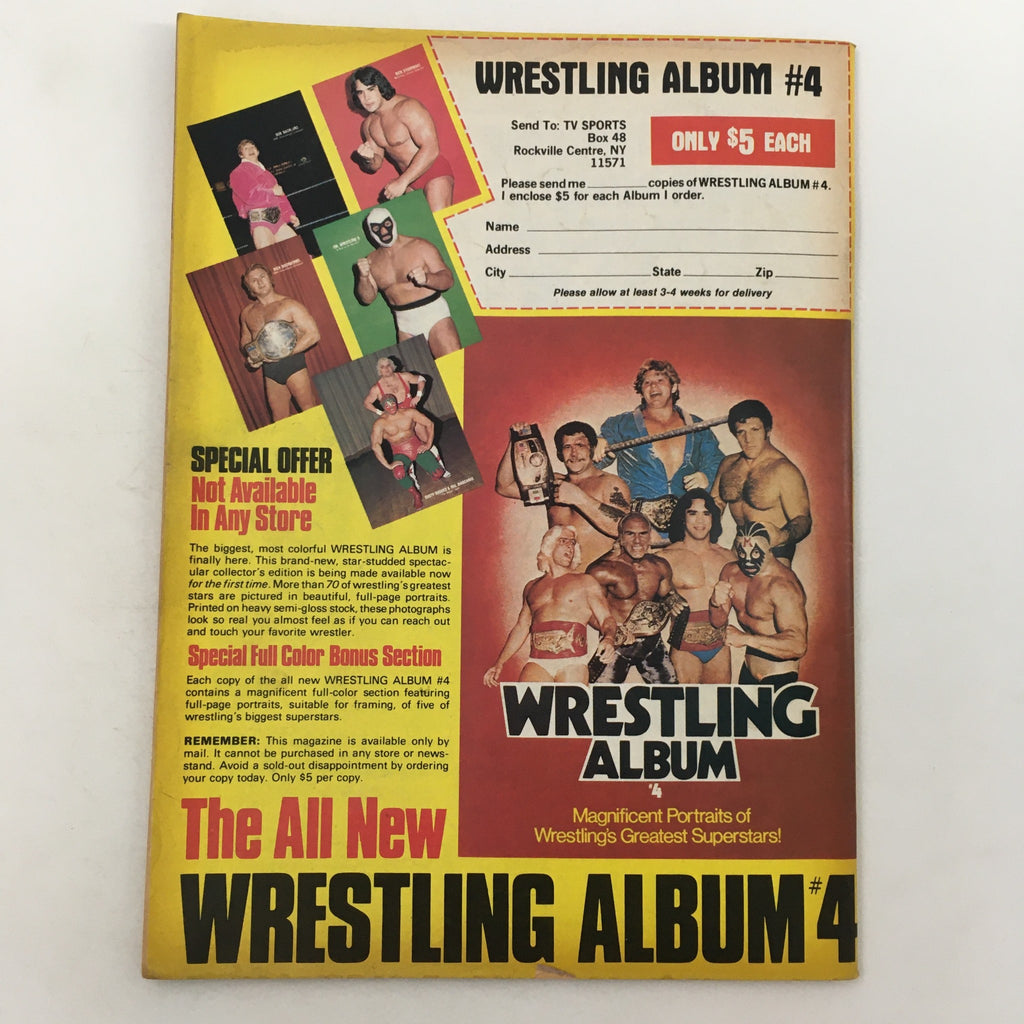 WRESTLING ALBUM #4
Send To: TV SPORTS
Box 48
Rockville Centre, NY
11571
ONLY $5 EACH
Please send me ______ copies of WRESTLING ALBUM #4.
I enclose $5 for each Album I order.
Name
Address
City State Zip
Please allow at least 3-4 weeks for delivery
SPECIAL OFFER
Not Available
In Any Store
The biggest, most colorful WRESTLING ALBUM is
finally here. This brand-new, star-studded spectac-
ular collector's edition is being made available now
for the first time. More than 70 of wrestling's greatest
stars are pictured in beautiful, full-page portraits.
Printed on heavy semi-gloss stock, these photographs
look so real you almost feel as if you can reach out
and touch your favorite wrestler.
Special Full Color Bonus Section
Each copy of the all new WRESTLING ALBUM #4
contains a magnificent full-color section featuring
full-page portraits, suitable for framing, of five of
wrestling's biggest superstars.
REMEMBER: This magazine is available only by
mail. It cannot be purchased in any store or news-
stand. Avoid a sold-out disappointment by ordering
your copy today. Only $5 per copy.
WRESTLING
ALBUM
'4
Magnificent Portraits of
Wrestling's Greatest Superstars!
The All New
WRESTLING ALBUM #4